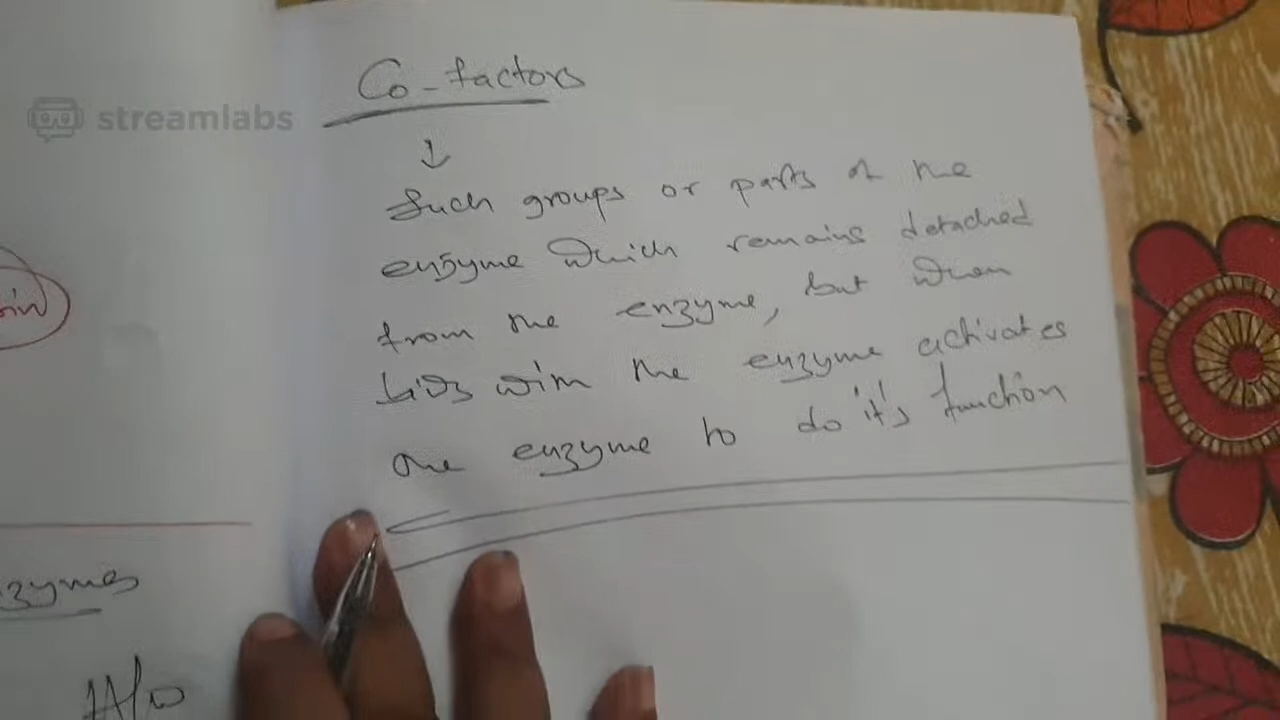 streamlabs
Co-factors
↓
Such groups or parts of the
enzyme which remains detached
from the enzyme, but when
with the enzyme activates
the enzyme to do it's function
zymes